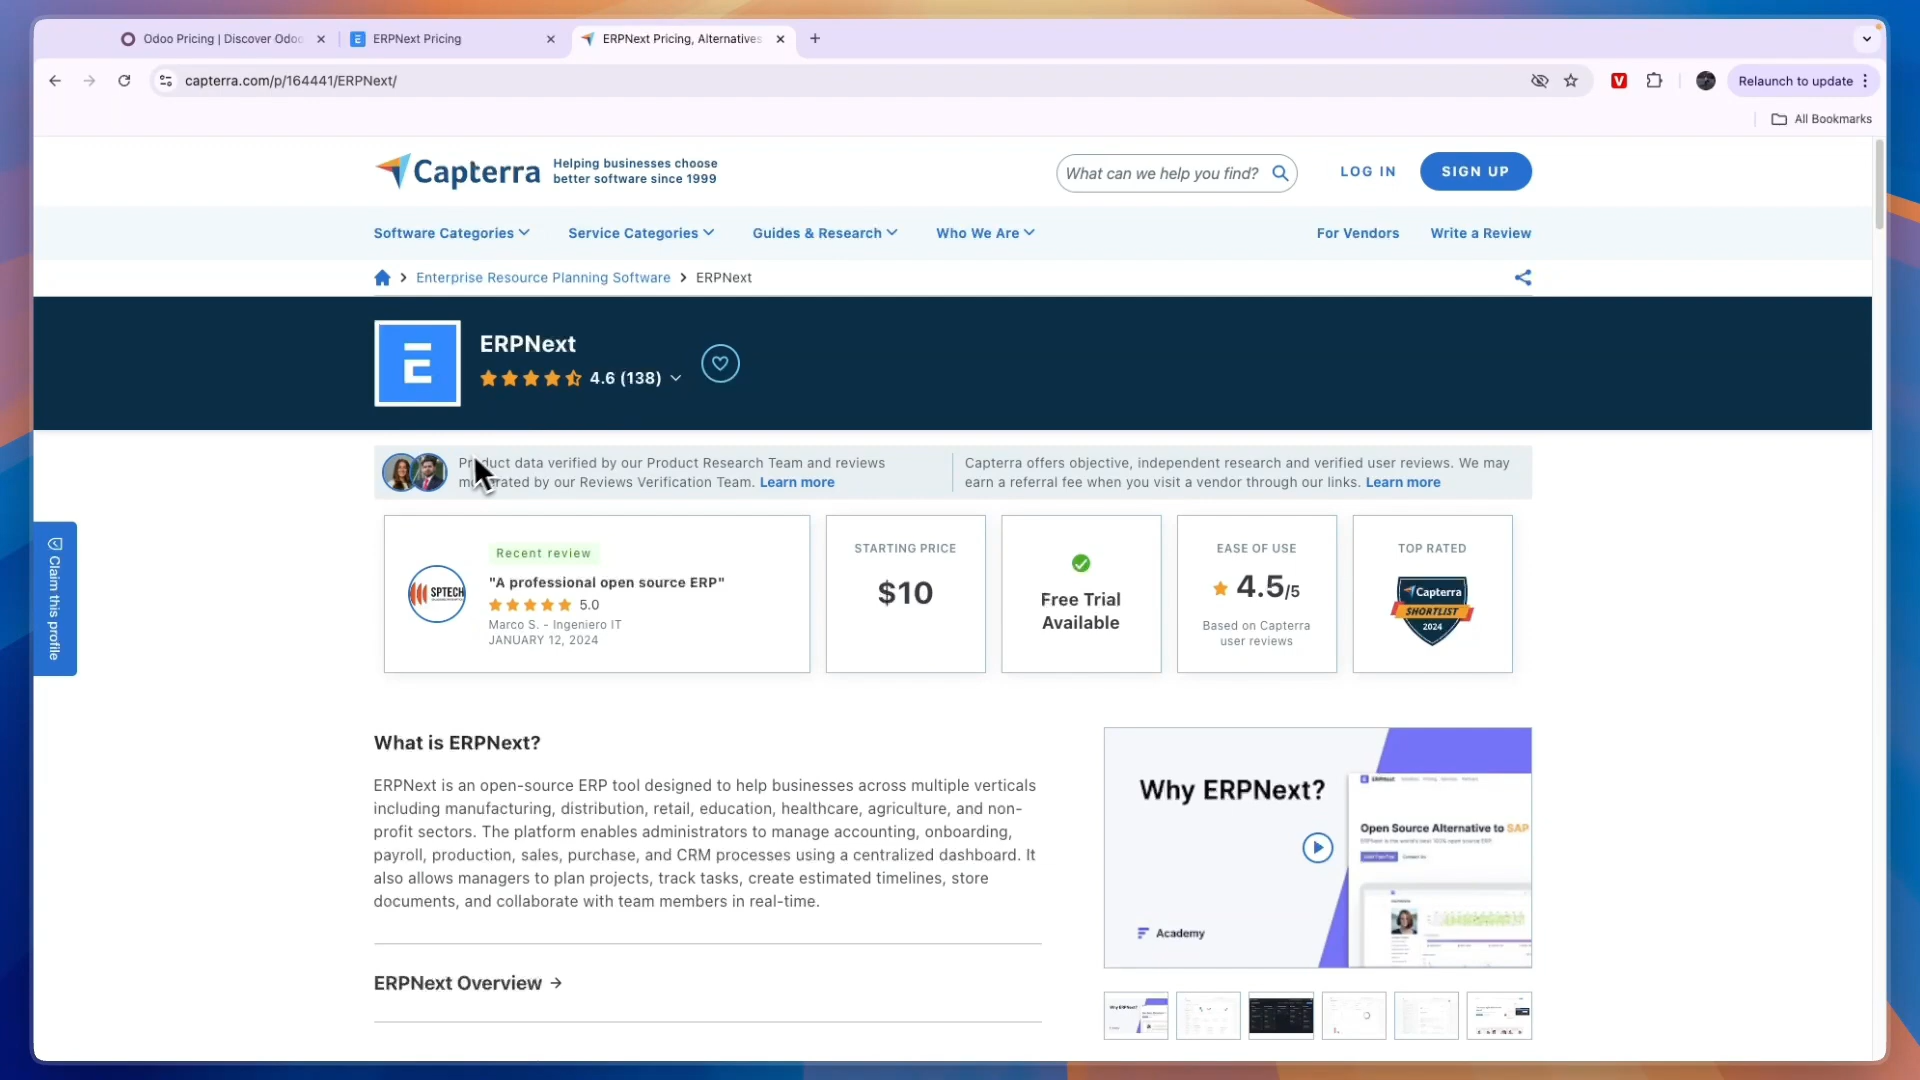 Odoo Pricing | Discover Odoo
ERPNext Pricing
ERPNext Pricing, Alternatives
capterra.com/p/164441/ERPNext/
Relaunch to update
All Bookmarks
Capterra
Helping businesses choose
better software since 1999
What can we help you find?
LOG IN
SIGN UP
Software Categories
Service Categories
Guides & Research
Who We Are
For Vendors
Write a Review
Enterprise Resource Planning Software > ERPNext
ERPNext
4.6 (138)
Product data verified by our Product Research Team and reviews
by our Reviews Verification Team. Learn more
Capterra offers objective, independent research and verified user reviews. We may
earn a referral fee when you visit a vendor through our links. Learn more
Claim this profile
SPTECH
Recent review
"A professional open source ERP"
5.0
Marco S. - Ingeniero IT
JANUARY 12, 2024
STARTING PRICE
$10
Free Trial
Available
EASE OF USE
4.5/5
Based on Capterra
user reviews
TOP RATED
Capterra
SHORTLIST
2024
What is ERPNext?
ERPNext is an open-source ERP tool designed to help businesses across multiple verticals
including manufacturing, distribution, retail, education, healthcare, agriculture, and non-
profit sectors. The platform enables administrators to manage accounting, onboarding,
payroll, production, sales, purchase, and CRM processes using a centralized dashboard. It
also allows managers to plan projects, track tasks, create estimated timelines, store
documents, and collaborate with team members in real-time.
ERPNext Overview
Why ERPNext?
Open Source Alternative to SAP
Academy